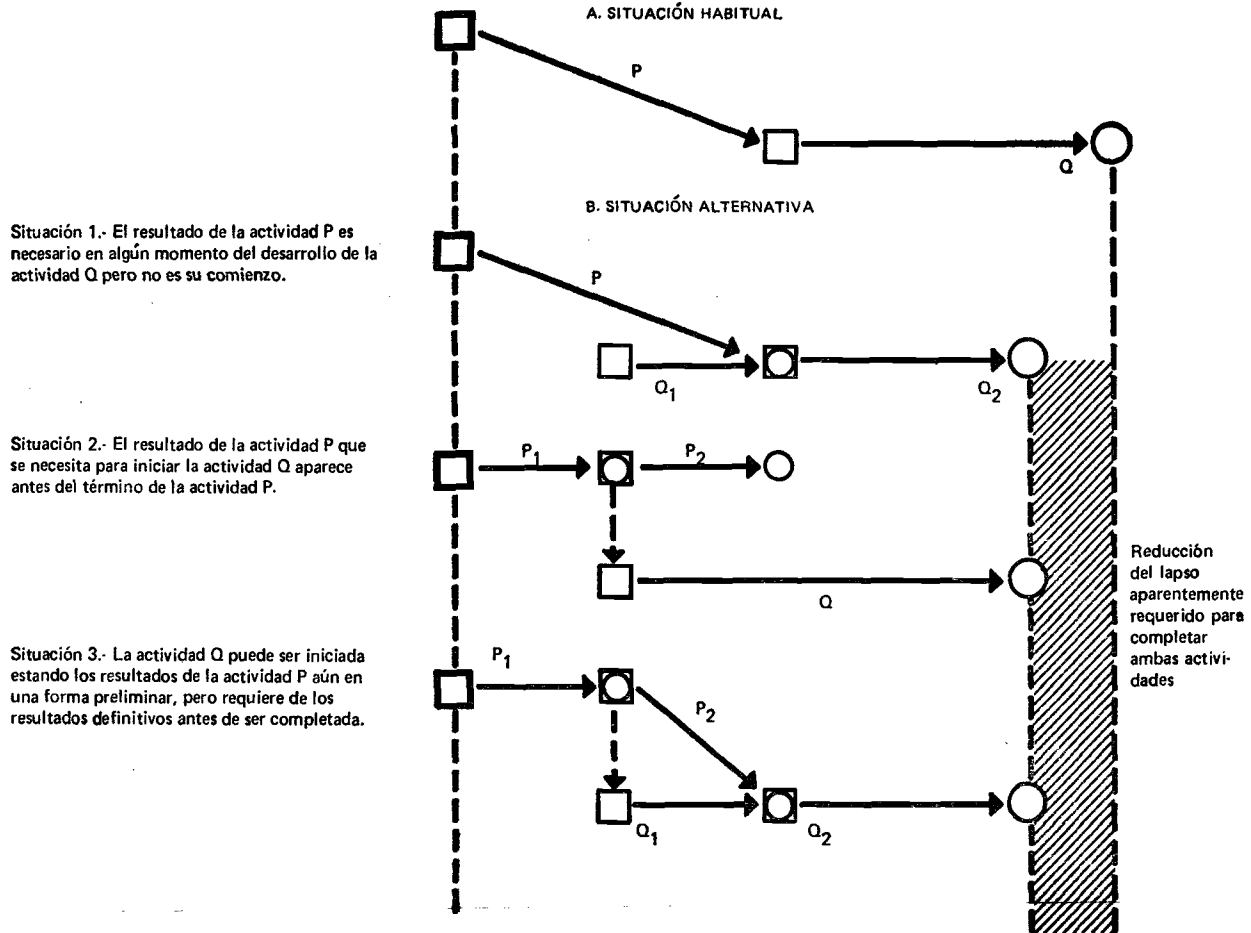 A. SITUACIÓN HABITUAL
P
Q
B. SITUACIÓN ALTERNATIVA
Situación 1.- El resultado de la actividad P es
necesario en algún momento del desarrollo de la
actividad Q pero no es su comienzo.
P
Q1
Q2
Situación 2.- El resultado de la actividad P que
se necesita para iniciar la actividad Q aparece
antes del término de la actividad P.
P1
P2
Q
Reducción
del lapso
aparentemente
requerido para
completar
ambas activi-
dades
Situación 3.- La actividad Q puede ser iniciada
estando los resultados de la actividad P aún en
una forma preliminar, pero requiere de los
resultados definitivos antes de ser completada.
P1
P2
Q1
Q2